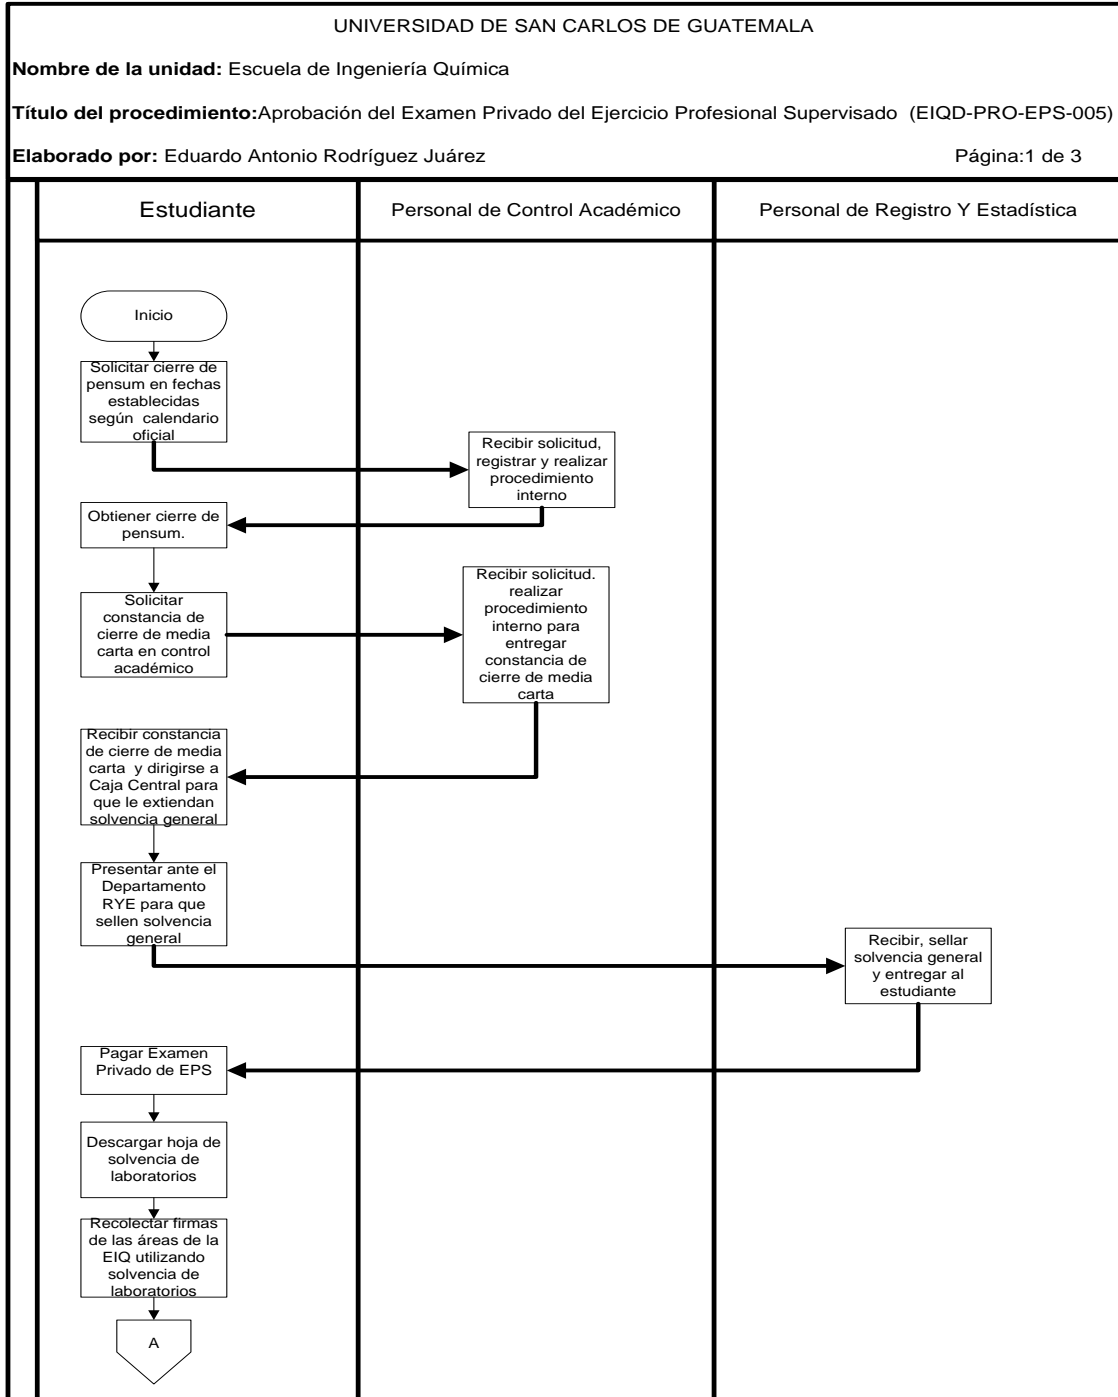 UNIVERSIDAD DE SAN CARLOS DE GUATEMALA
Nombre de la unidad: Escuela de Ingeniería Química
Título del procedimiento:Aprobación del Examen Privado del Ejercicio Profesional Supervisado (EIQD-PRO-EPS-005)
Elaborado por: Eduardo Antonio Rodríguez Juárez Página:1 de 3
Estudiante
Personal de Control Académico
Personal de Registro Y Estadística
Inicio
Solicitar cierre de
pensum en fechas
establecidas
según calendario
oficial
Recibir solicitud,
registrar y realizar
procedimiento
interno
Obtiener cierre de
pensum.
Solicitar
constancia de
cierre de media
carta en control
académico
Recibir solicitud.
realizar
procedimiento
interno para
entregar
constancia de
cierre de media
carta
Recibir constancia
de cierre de media
carta y dirigirse a
Caja Central para
que le extiendan
solvencia general
Presentar ante el
Departamento
RYE para que
sellen solvencia
general
Recibir, sellar
solvencia general
y entregar al
estudiante
Pagar Examen
Privado de EPS
Descargar hoja de
solvencia de
laboratorios
Recolectar firmas
de las áreas de la
EIQ utilizando
solvencia de
laboratorios
A